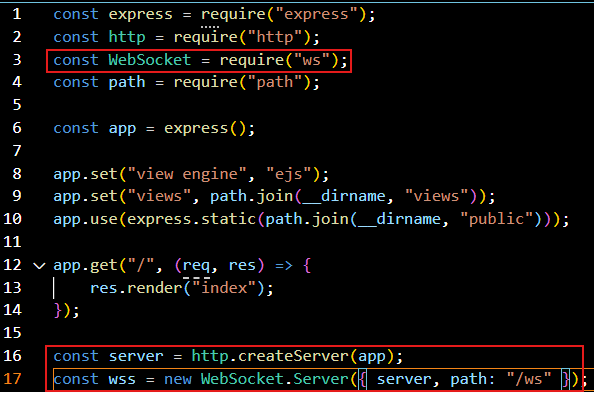 1 const express = require("express");
2 const http = require("http");
3 const WebSocket = require("ws");
4 const path = require("path");
5
6 const app = express();
7
8 app.set("view engine", "ejs");
9 app.set("views", path.join(__dirname, "views"));
10 app.use(express.static(path.join(__dirname, "public")));
11
12 app.get("/", (req, res) => {
13     res.render("index");
14 });
15
16 const server = http.createServer(app);
17 const wss = new WebSocket.Server({ server, path: "/ws" });